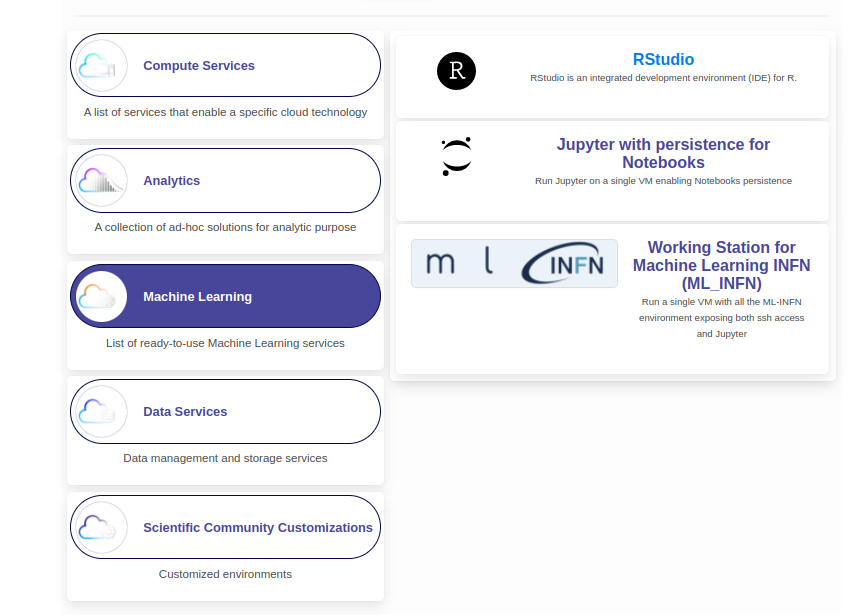 Compute Services
A list of services that enable a specific cloud technology
Analytics
A collection of ad-hoc solutions for analytic purpose
Machine Learning
List of ready-to-use Machine Learning services
Data Services
Data management and storage services
Scientific Community Customizations
Customized environments
R
RStudio
RStudio is an integrated development environment (IDE) for R.
Jupyter with persistence for
Notebooks
Run Jupyter on a single VM enabling Notebooks persistence
m l INFN
Working Station for
Machine Learning INFN
(ML_INFN)
Run a single VM with all the ML-INFN
environment exposing both ssh access
and Jupyter